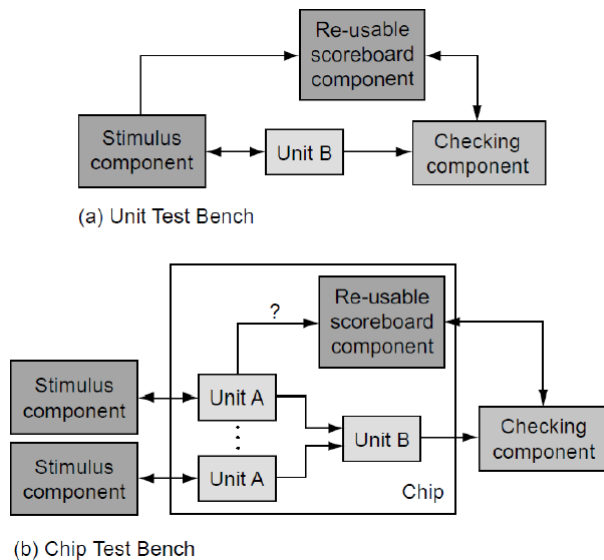 Re-usable
scoreboard
component
Stimulus
component
Unit B
Checking
component
(a) Unit Test Bench
?
Re-usable
scoreboard
component
Stimulus
component
Unit A
Unit B
Checking
component
Stimulus
component
Unit A
Chip
(b) Chip Test Bench